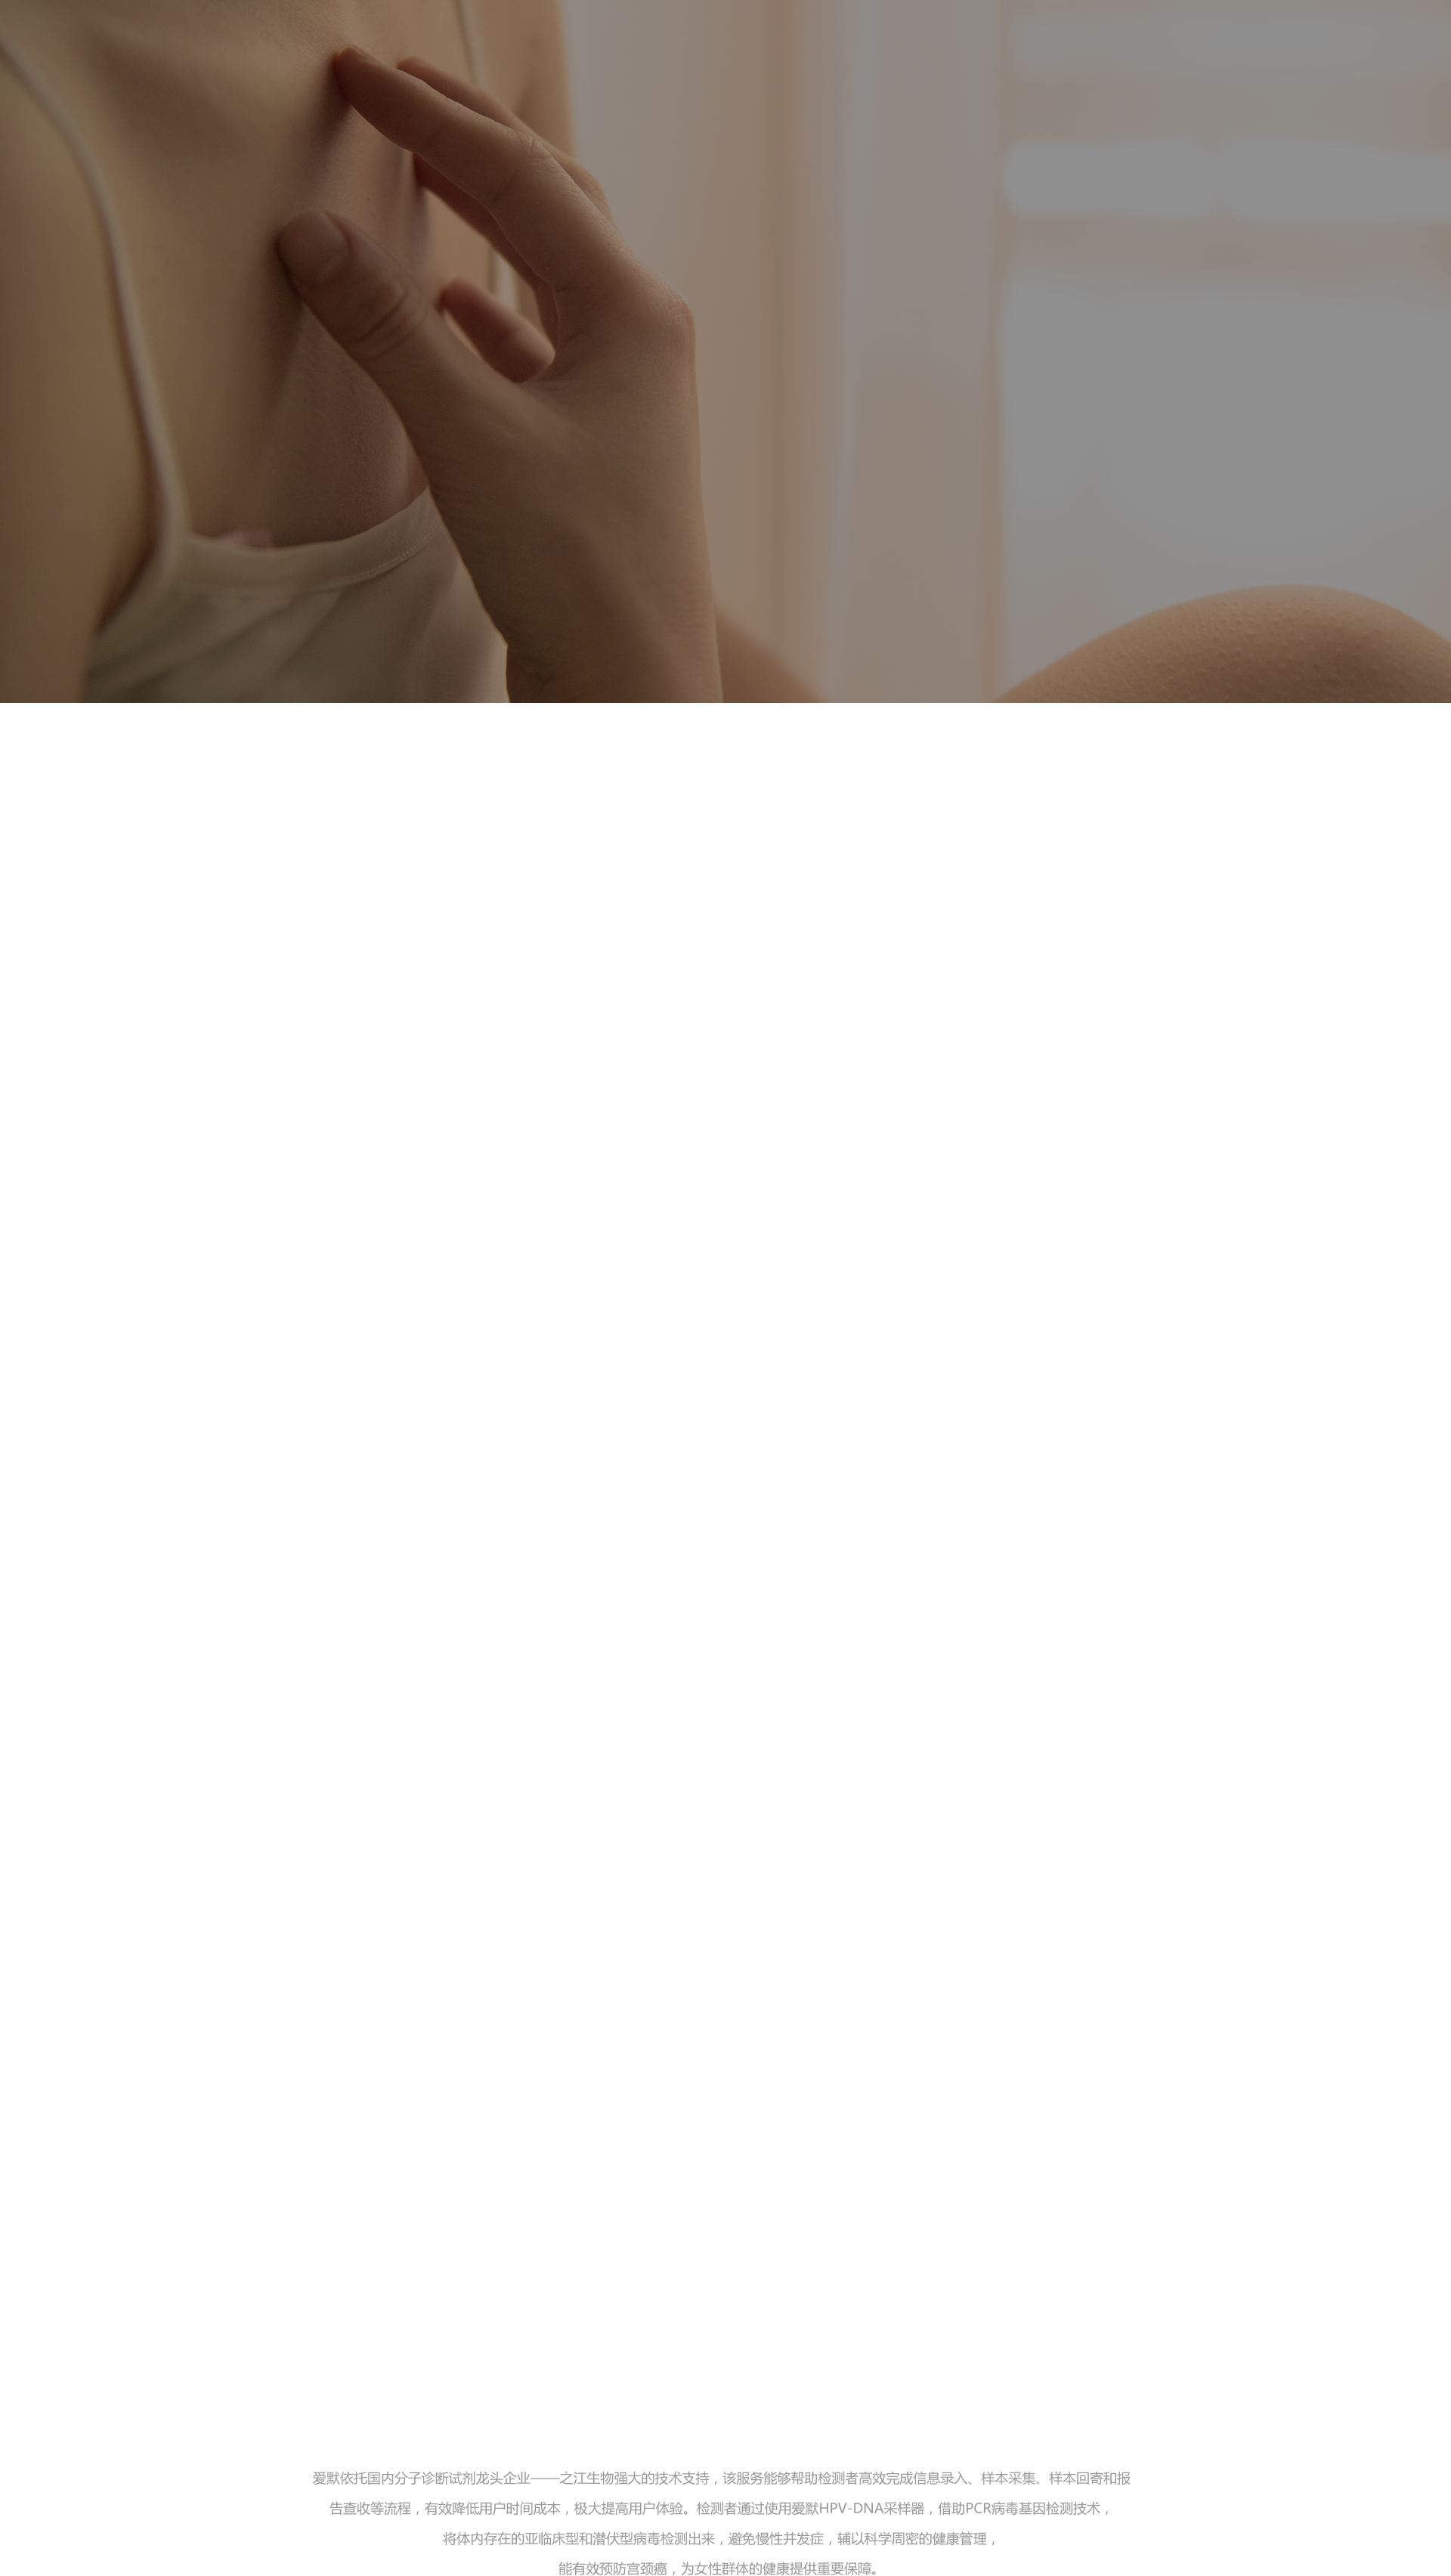 爱默依托国内分子诊断试剂龙头企业——之江生物强大的技术支持，该服务能够帮助检测者高效完成信息录入、样本采集、样本回寄和报
告查收等流程，有效降低用户时间成本，极大提高用户体验。检测者通过使用爱默HPV-DNA采样器，借助PCR病毒基因检测技术，
将体内存在的亚临床型和潜伏型病毒检测出来，避免慢性并发症，辅以科学周密的健康管理，
能有效预防宫颈癌，为女性群体的健康提供重要保障。